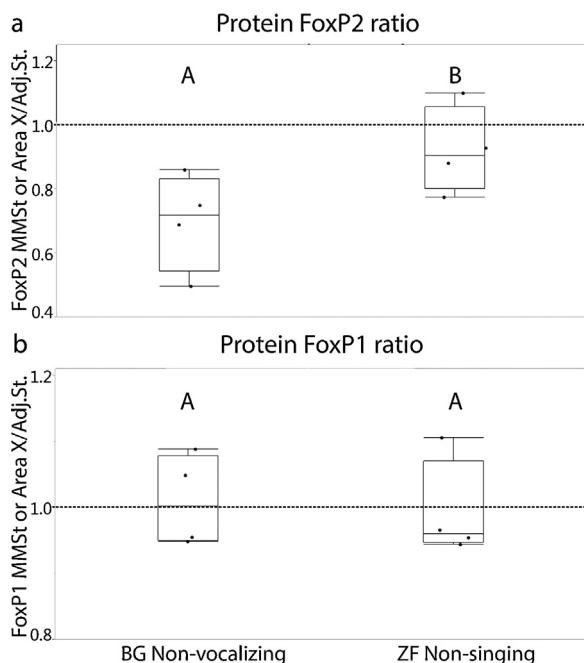 a
Protein FoxP2 ratio
FoxP2 MMSt or Area X/Adj.St.
1.2
1.0
0.8
0.6
0.4
A
B
b
Protein FoxP1 ratio
FoxP1 MMSt or Area X/Adj.St.
1.2
1.0
0.8
A
A
BG Non-vocalizing
ZF Non-singing